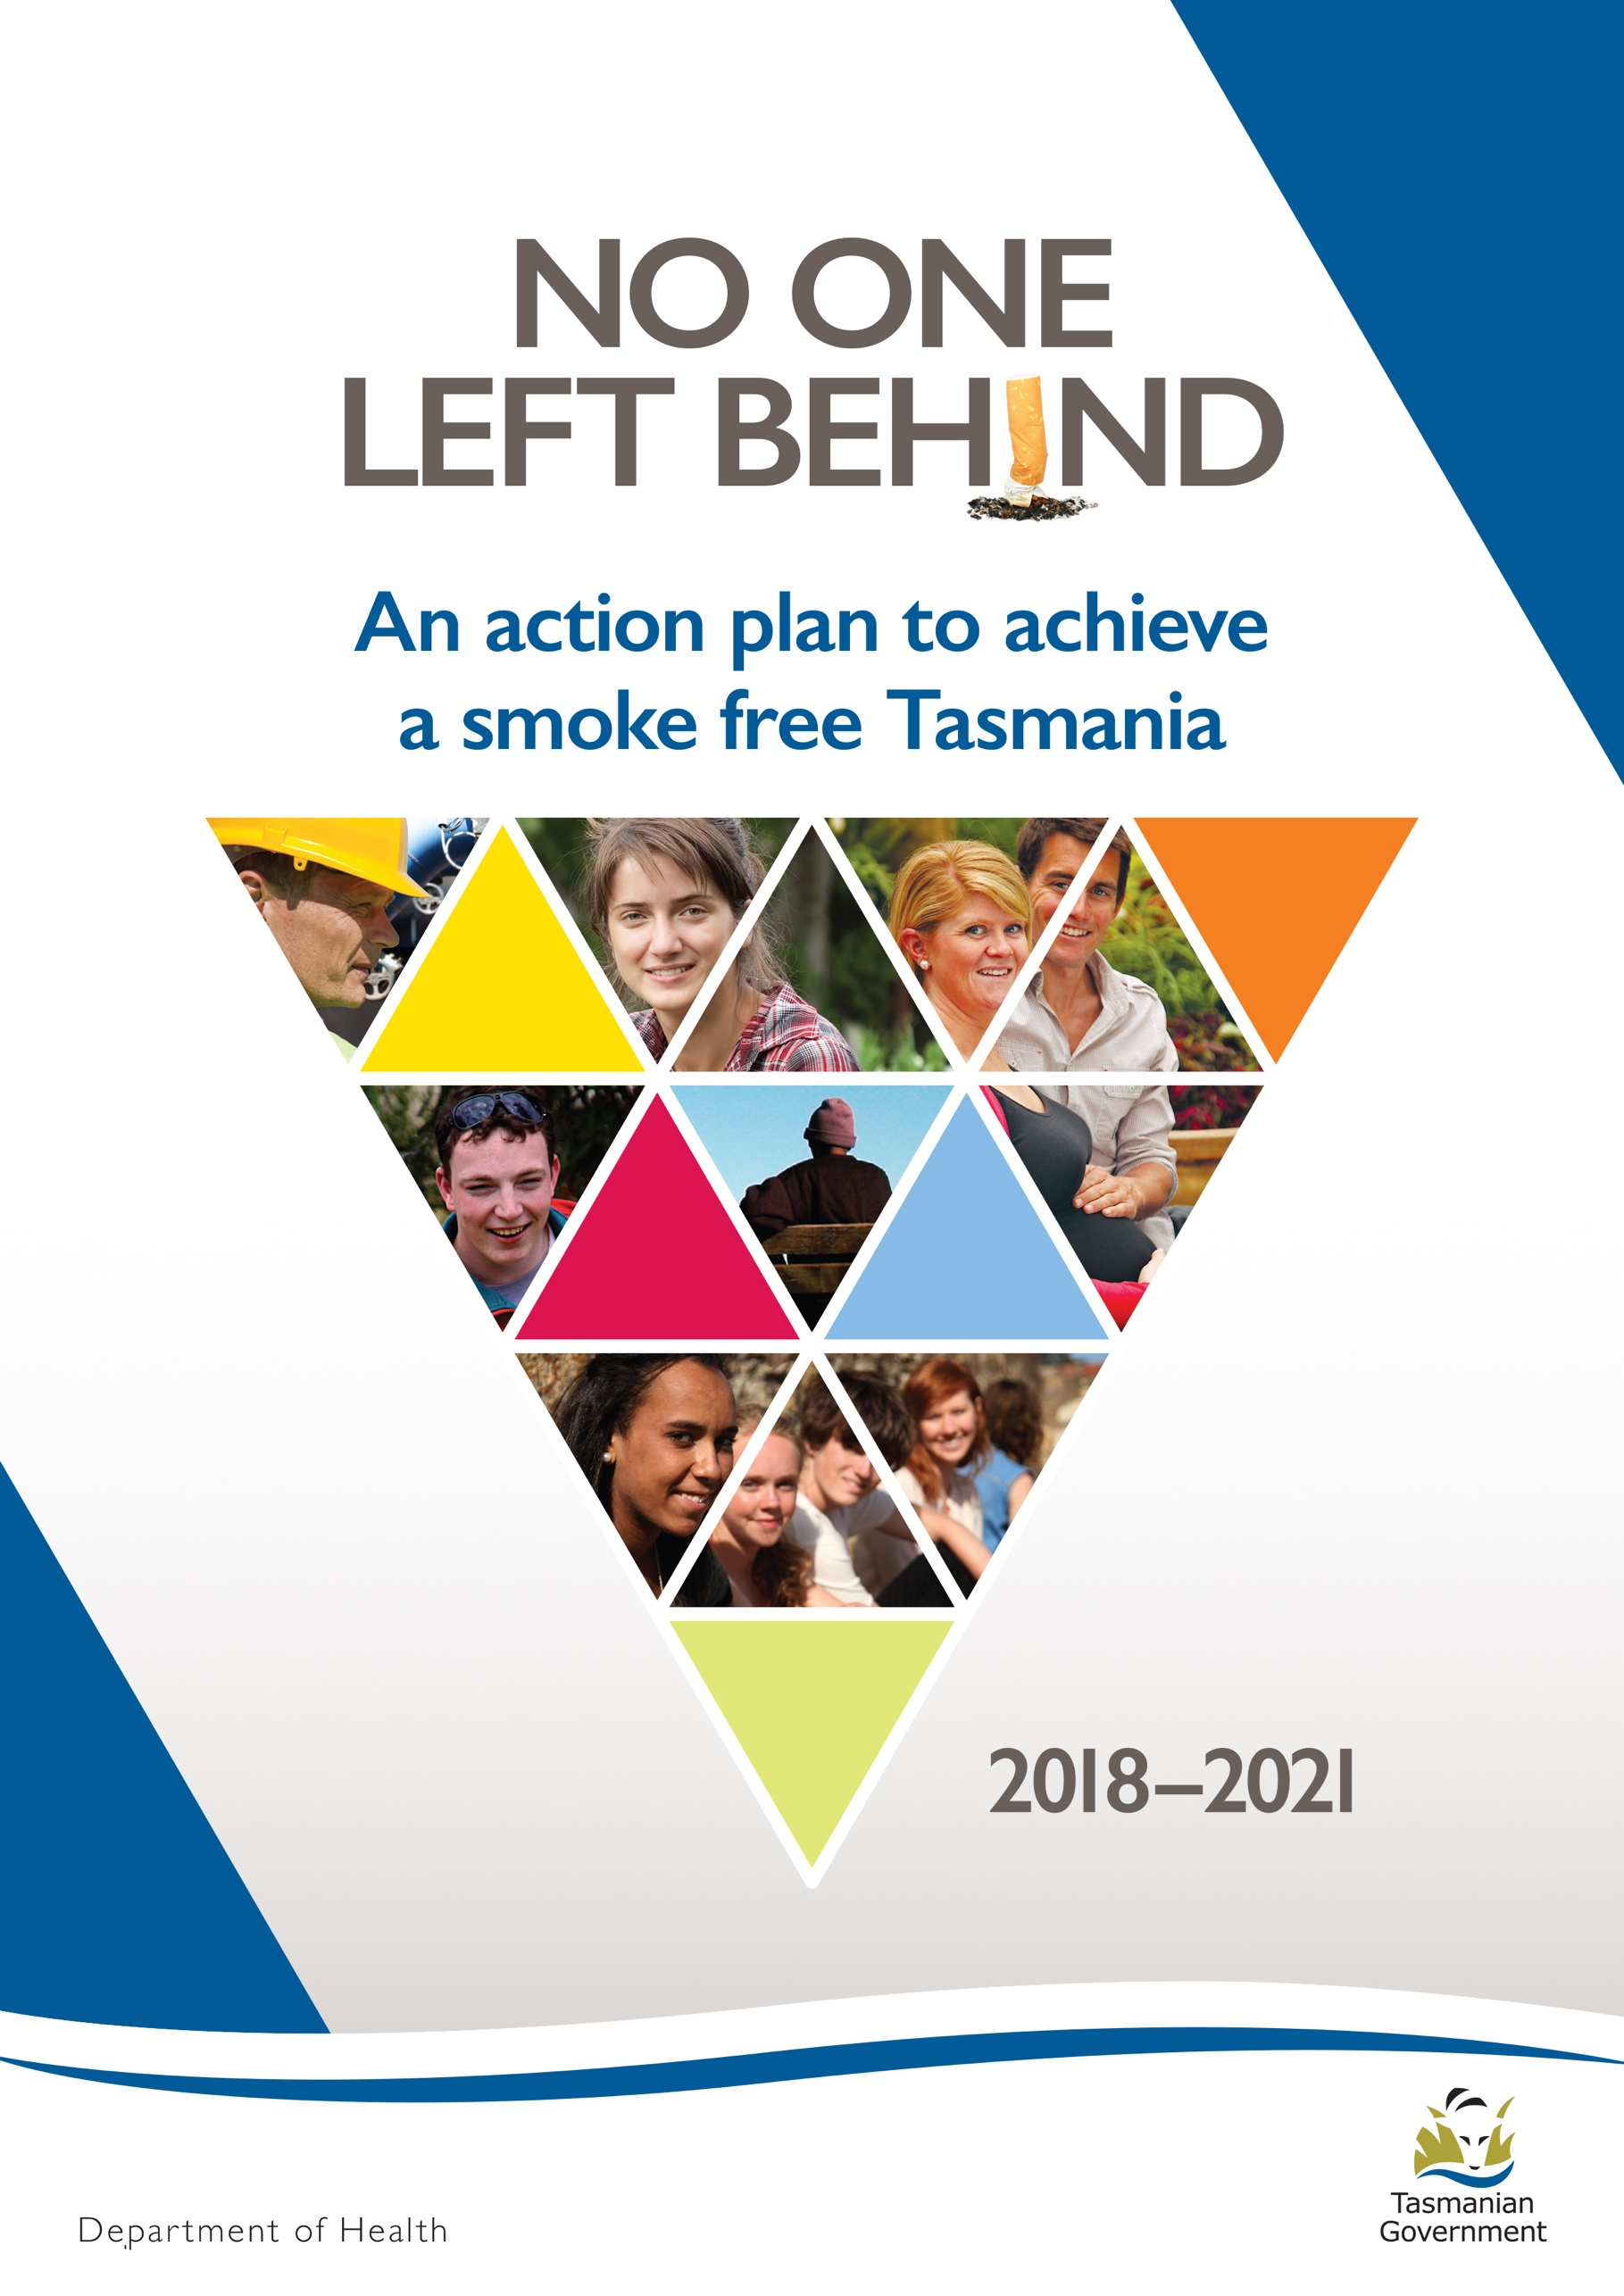 NO ONE
LEFT BEHIND
An action plan to achieve
a smoke free Tasmania
2018–2021
Department of Health
Tasmanian
Government